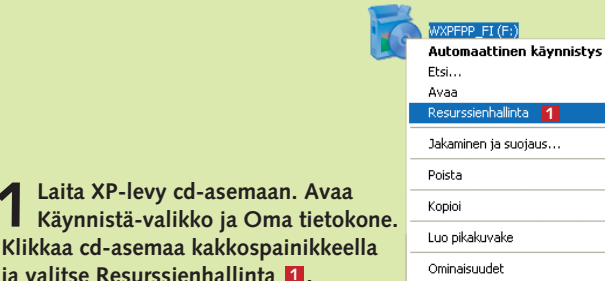 WXPFPP_FI (F:)
Automaattinen käynnistys
Etsi...
Avaa
Resurssienhallinta 1
Jakaminen ja suojaus...
Poista
Kopioi
Luo pikakuvake
Ominaisuudet
1 Laita XP-levy cd-asemaan. Avaa
Käynnistä-valikko ja Oma tietokone.
Klikkaa cd-asemaa kakkospainikkeella
ja valitse Resurssienhallinta 1.